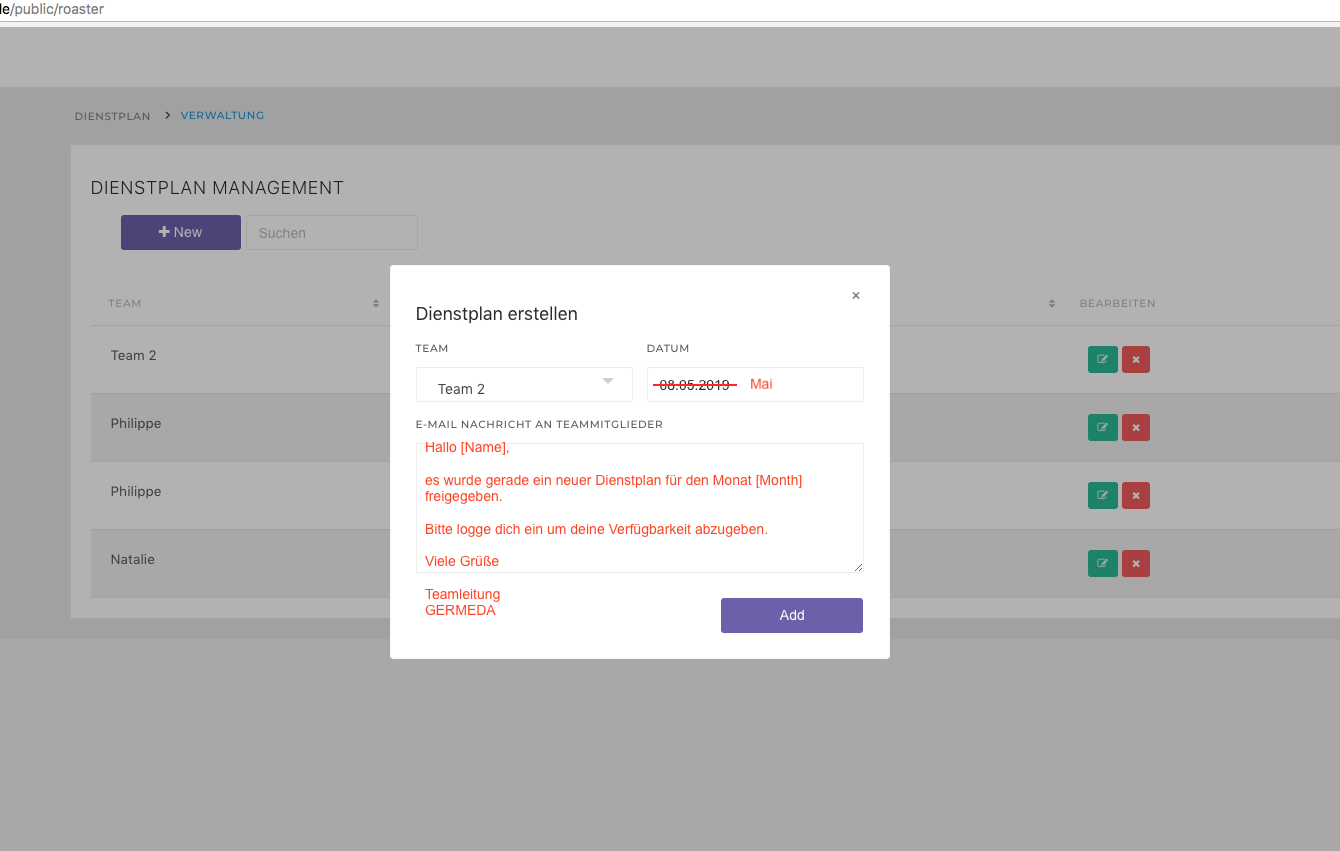 le/public/roaster
DIENSTPLAN > VERWALTUNG
DIENSTPLAN MANAGEMENT
+ New
Suchen
TEAM
BEARBEITEN
Team 2
Philippe
Philippe
Natalie
×
Dienstplan erstellen
TEAM
DATUM
Team 2
08.05.2019 Mai
E-MAIL NACHRICHT AN TEAMMITGLIEDER
Hallo [Name],
es wurde gerade ein neuer Dienstplan für den Monat [Month]
freigegeben.
Bitte logge dich ein um deine Verfügbarkeit abzugeben.
Viele Grüße
Teamleitung
GERMEDA
Add